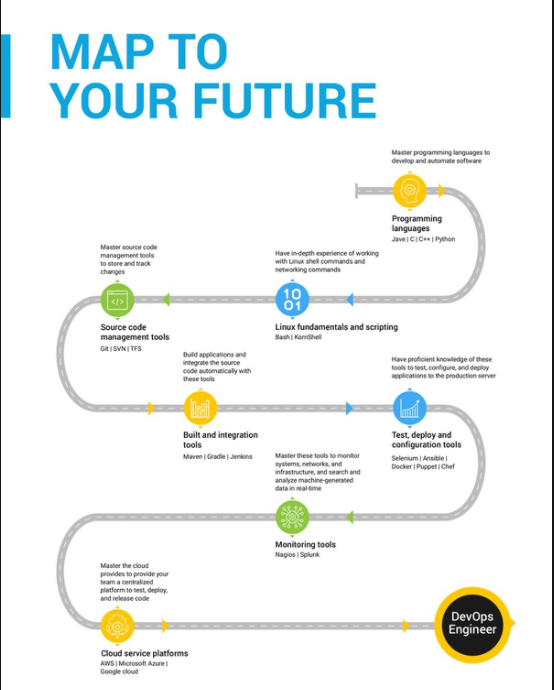 MAP TO
YOUR FUTURE
Master programming languages to
develop and automate software
Programming
languages
Jave | C | C++ | Python
Have in-depth experience of working
with Linux shell commands and
networking commands
10
01
Linux fundamentals and scripting
Bash | KornShell
Master source code
management tools
to store and track
changes
</>
Source code
management tools
Git | SVN | TFS
Build applications and
integrate the source
code automatically with
these tools
Built and integration
tools
Maven | Gradle | Jenkins
Have proficient knowledge of these
tools to test, configure, and deploy
applications to the production server
Test, deploy and
configuration tools
Selenium | Ansible |
Docker | Puppet | Chef
Master these tools to monitor
systems, networks, and
infrastructure, and search and
analyze machine-generated
data in real-time
Monitoring tools
Nagios | Splunk
Master the cloud
provides to provide your
team a centralized
platform to test, deploy,
and release code
Cloud service platforms
AWS | Microsoft Azure |
Google cloud
DevOps
Engineer